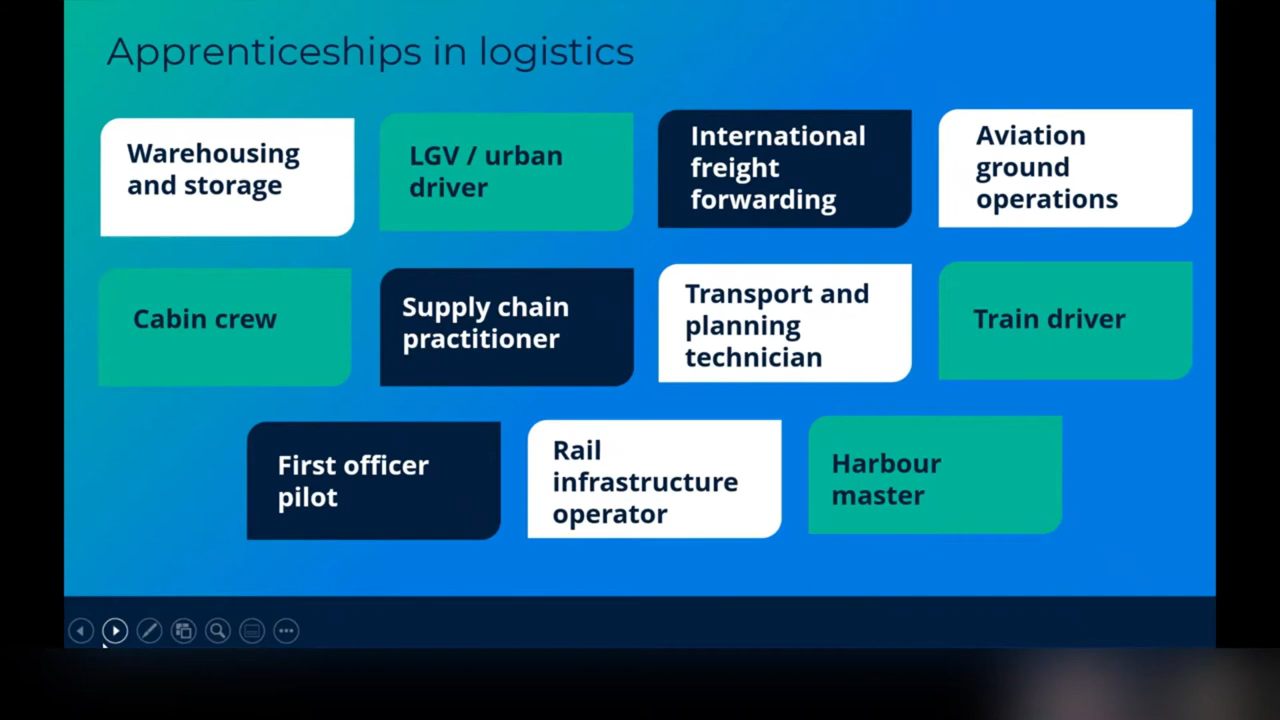 Apprenticeships in logistics
Warehousing
and storage
LGV / urban
driver
International
freight
forwarding
Aviation
ground
operations
Cabin crew
Supply chain
practitioner
Transport and
planning
technician
Train driver
First officer
pilot
Rail
infrastructure
operator
Harbour
master